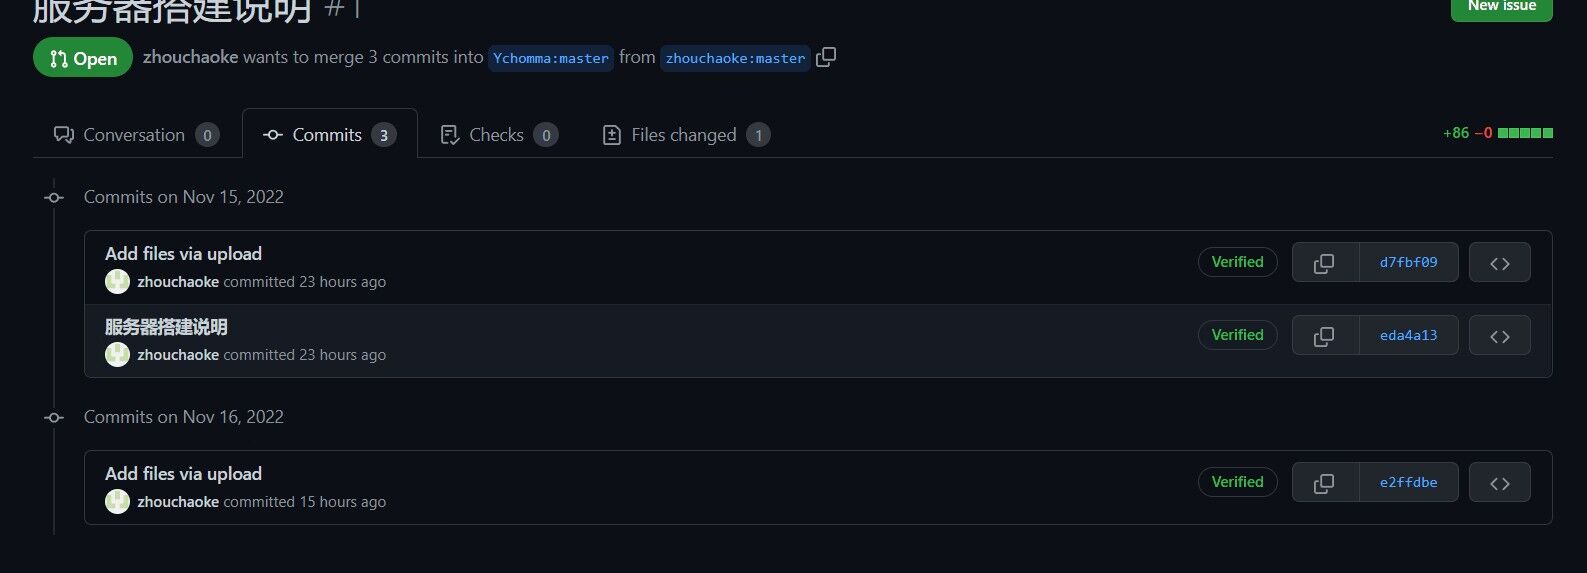 服务器搭建说明 #1
New issue
Open zhouchaoke wants to merge 3 commits into Ychomma:master from zhouchaoke:master
Conversation 0 Commits 3 Checks 0 Files changed 1 +86 −0
Commits on Nov 15, 2022
Add files via upload
zhouchaoke committed 23 hours ago
Verified d7fbf09
服务器搭建说明
zhouchaoke committed 23 hours ago
Verified eda4a13
Commits on Nov 16, 2022
Add files via upload
zhouchaoke committed 15 hours ago
Verified e2ffdbe